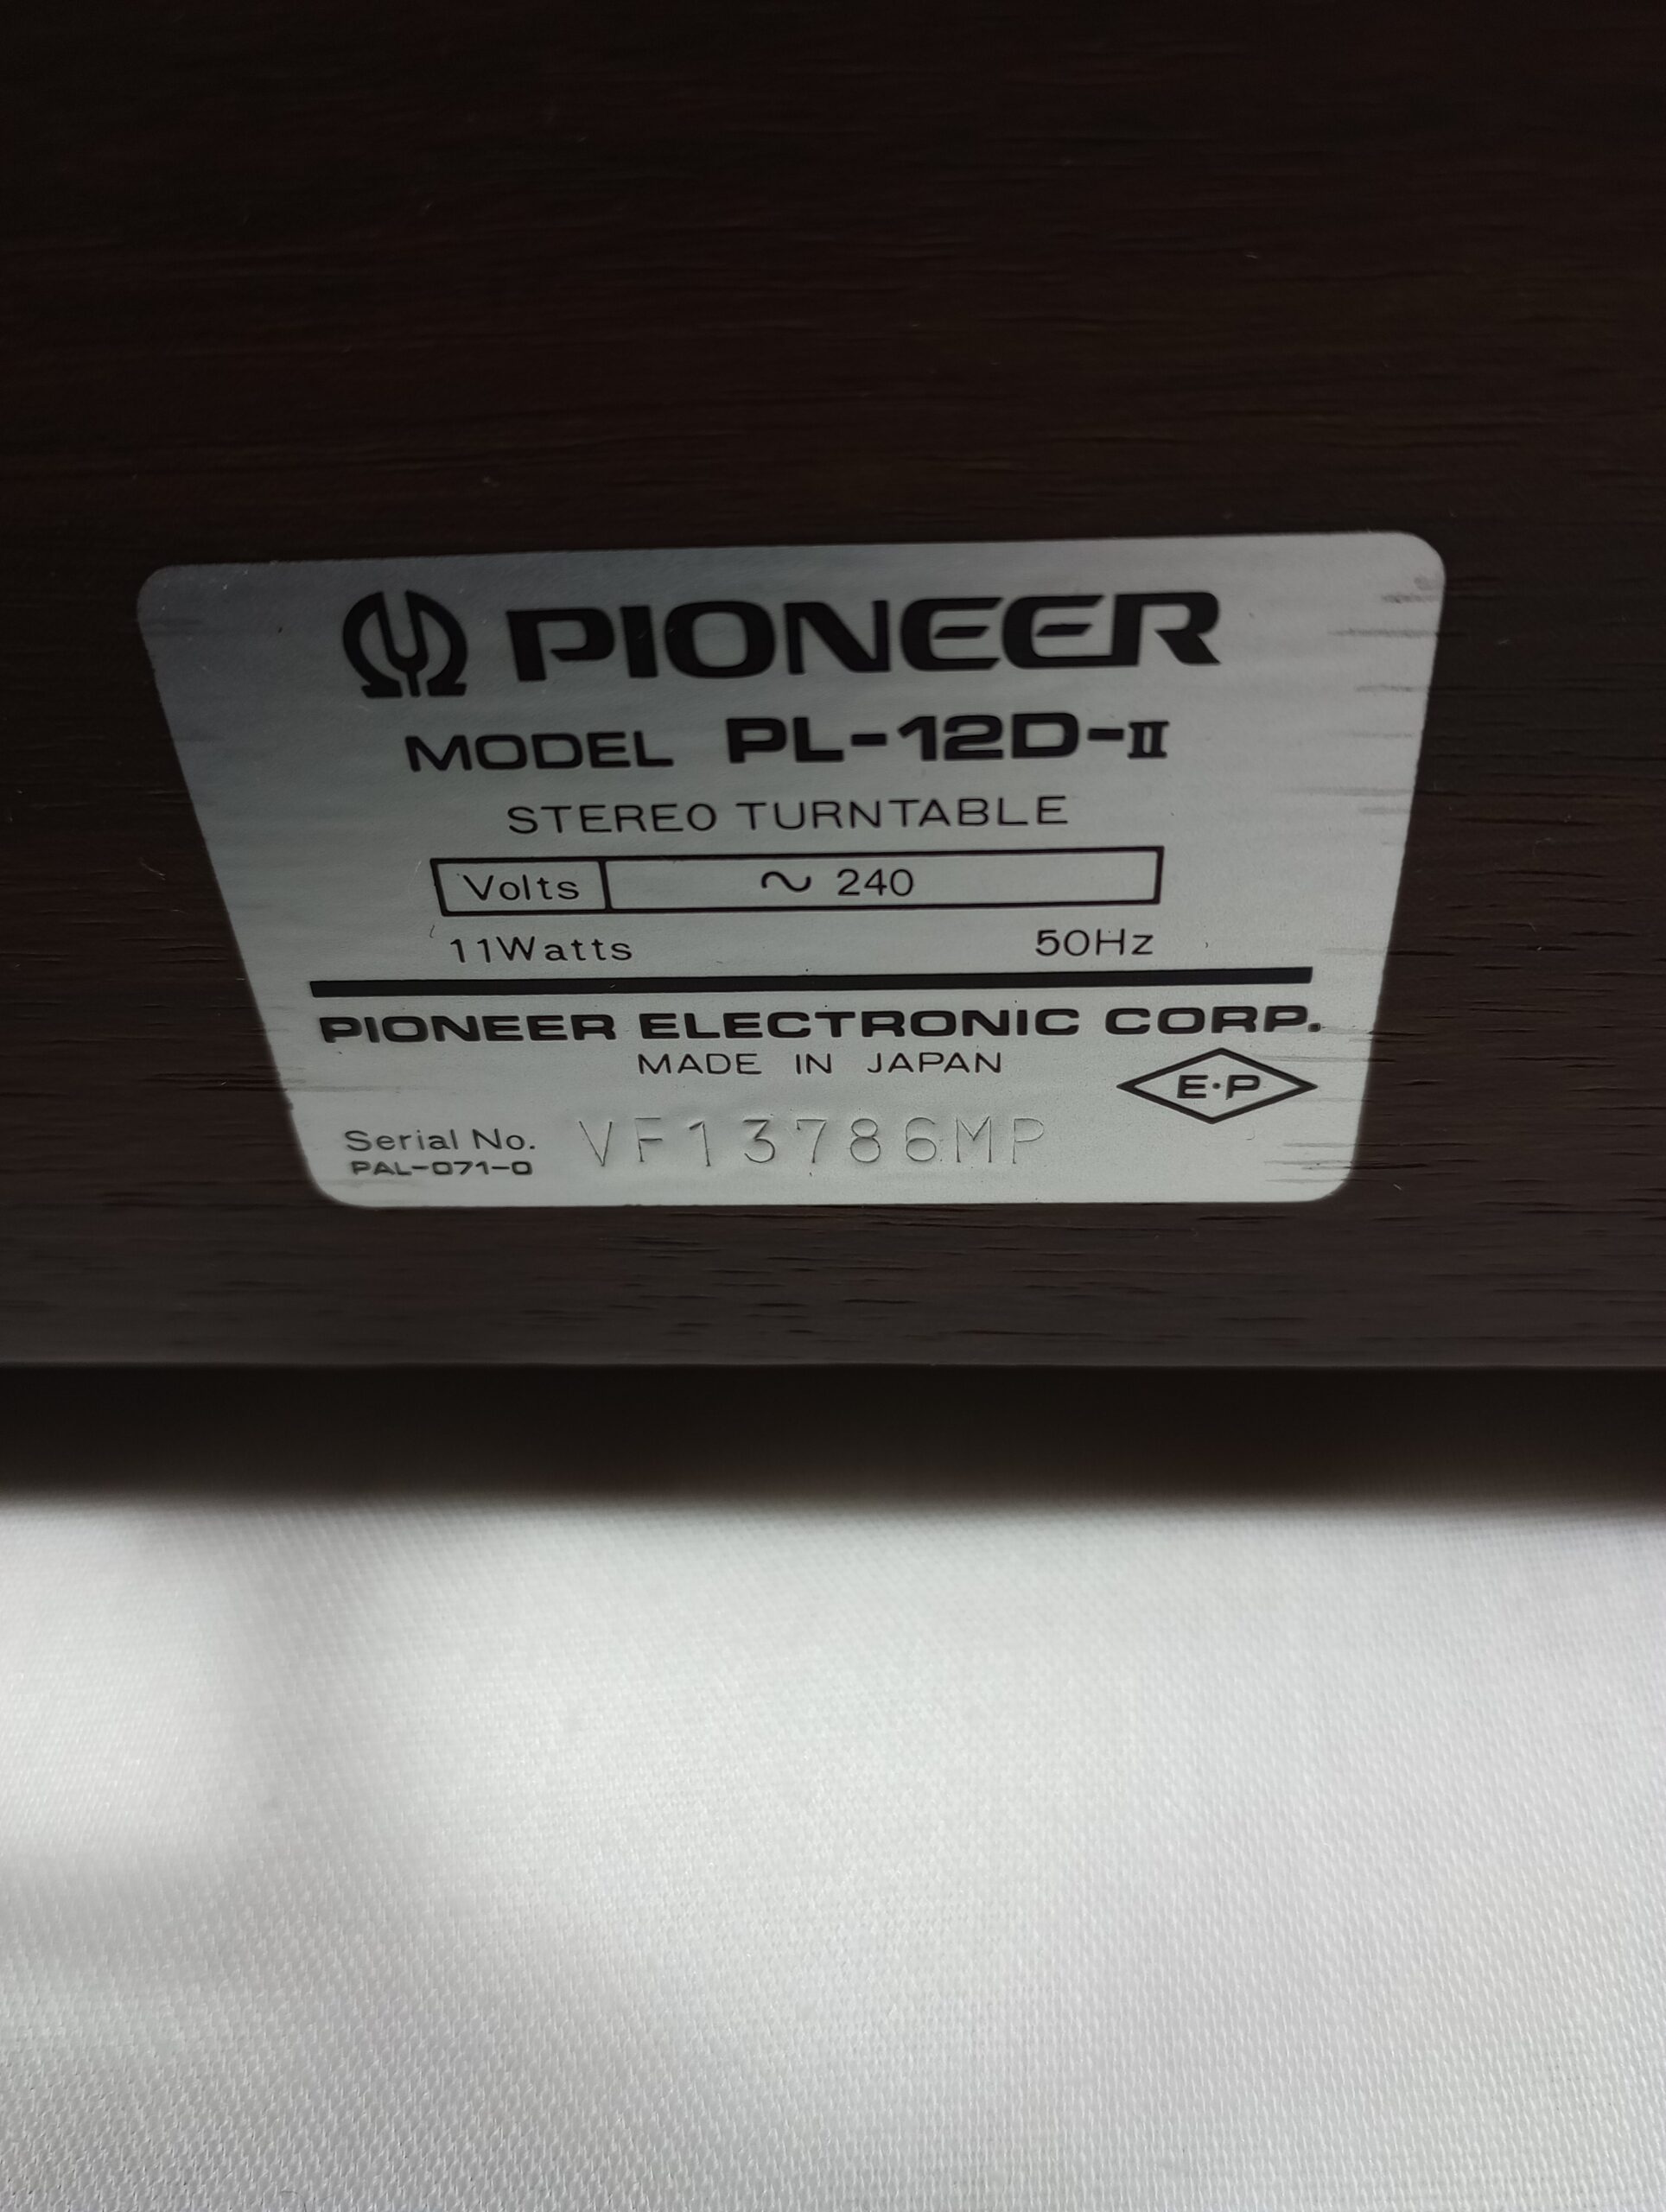 PIONEER
MODEL PL-12D-II
STEREO TURNTABLE
Volts ~ 240
11Watts 50Hz
PIONEER ELECTRONIC CORP.
MADE IN JAPAN
E·P
Serial No. VF13786MP
PAL-071-0